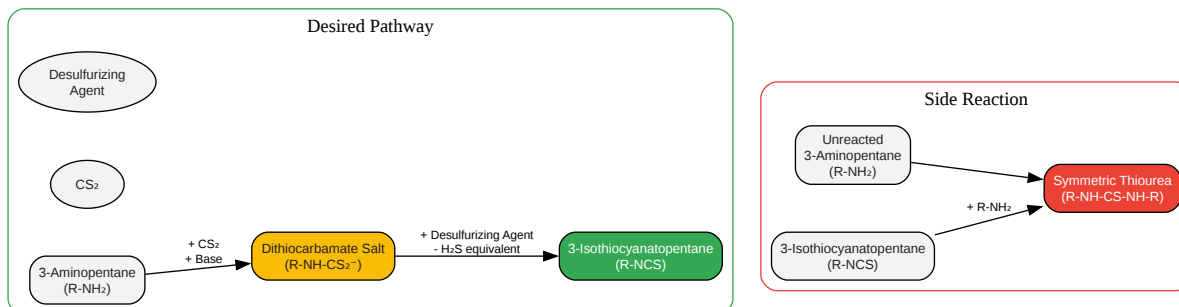 Desired Pathway
Desulfurizing
Agent
CS₂
3-Aminopentane
(R-NH₂)
+ CS₂
+ Base
Dithiocarbamate Salt
(R-NH-CS₂⁻)
+ Desulfurizing Agent
- H₂S equivalent
3-Isothiocyanatopentane
(R-NCS)
Side Reaction
Unreacted
3-Aminopentane
(R-NH₂)
3-Isothiocyanatopentane
(R-NCS)
+ R-NH₂
Symmetric Thiourea
(R-NH-CS-NH-R)